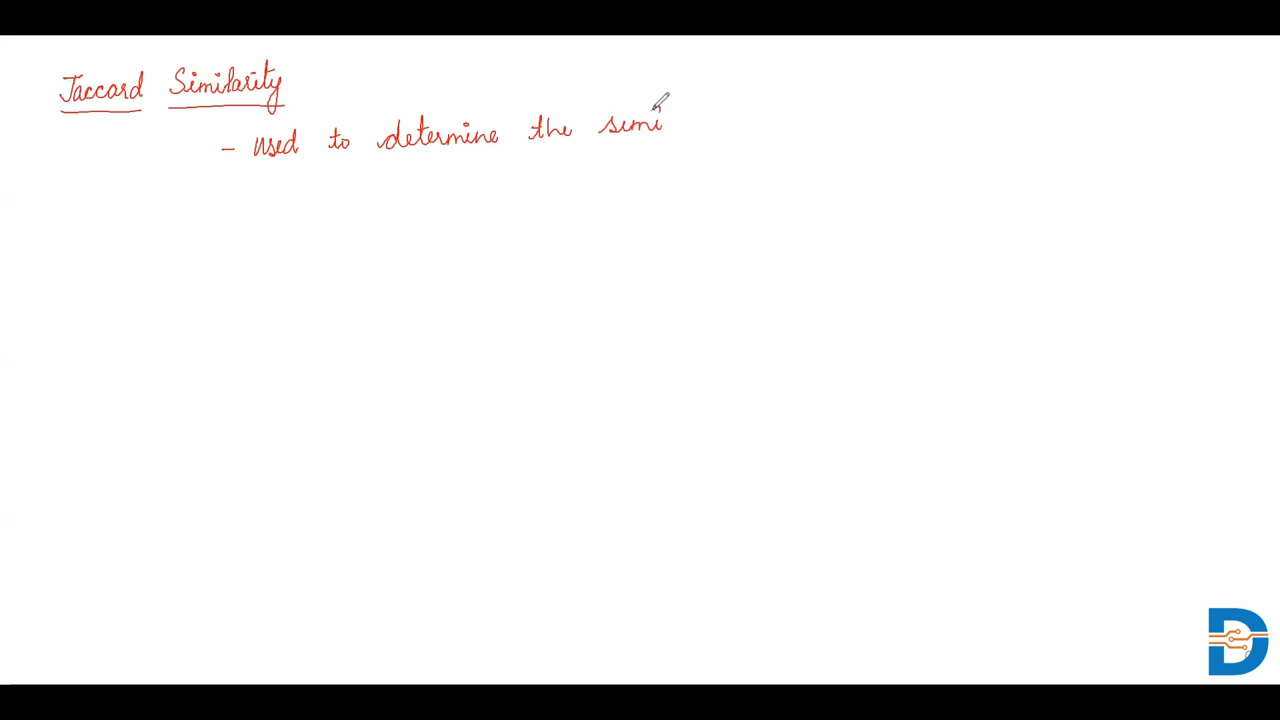 Jaccard Similarity
- used to determine the simi